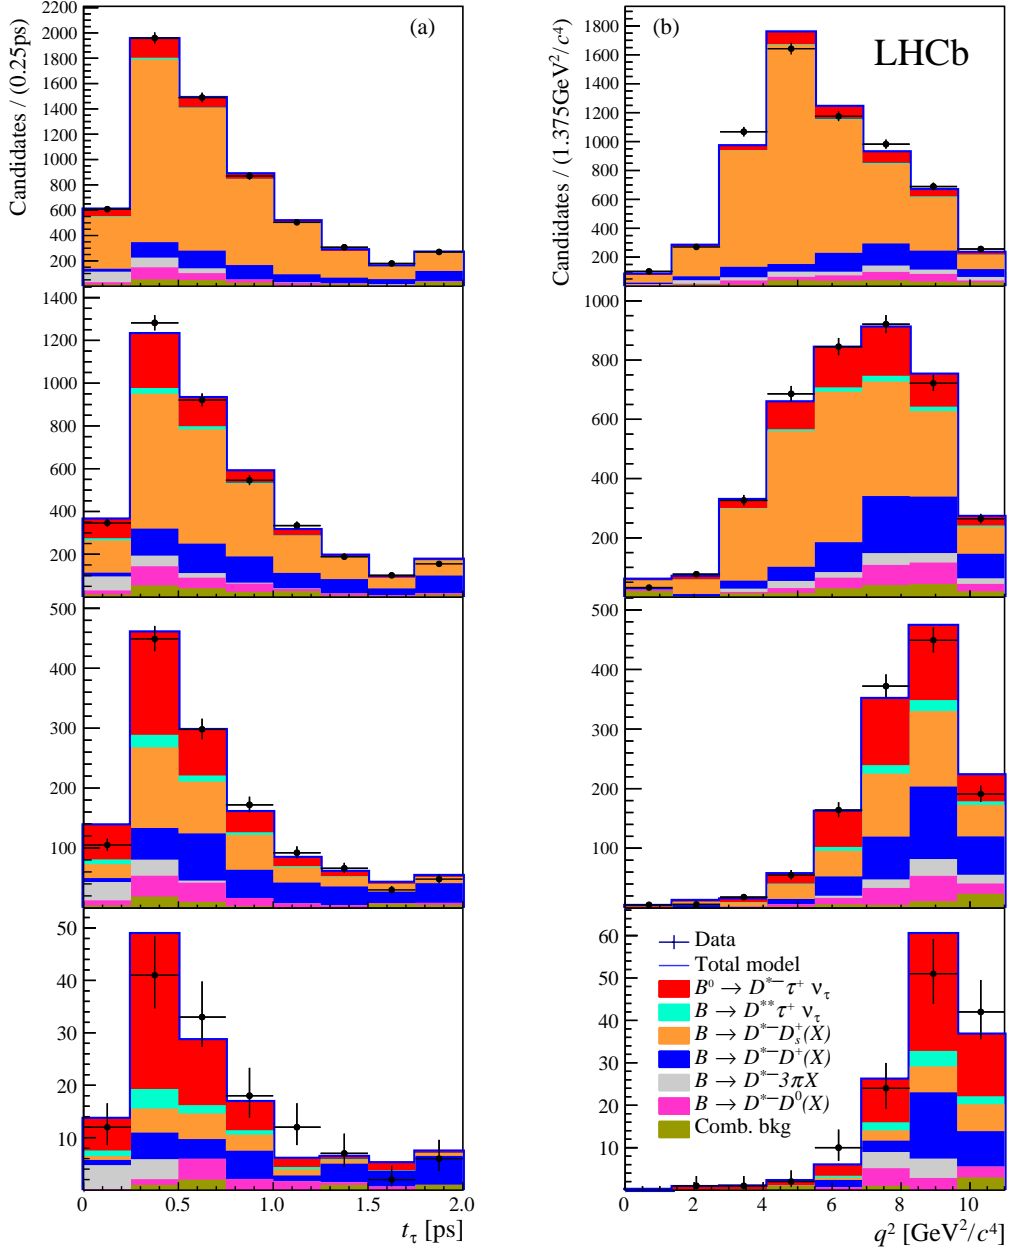 (a)
Candidates / (0.25ps)
2200
2000
1800
1600
1400
1200
1000
800
600
400
200
(b)
LHCb
Candidates / (1.375GeV²/c⁴)
1800
1600
1400
1200
1000
800
600
400
200
1400
1200
1000
800
600
400
200
1000
800
600
400
200
500
400
300
200
100
500
400
300
200
100
50
40
30
20
10
0 0.5 1.0 1.5 2.0
t_τ [ps]
60
50
40
30
20
10
Data
Total model
B⁰ → D*⁻ τ⁺ ν_τ
B → D** τ⁺ ν_τ
B → D*⁻ D_s⁺ (X)
B → D*⁻ D⁺ (X)
B → D*⁻ 3πX
B → D*⁻ D⁰ (X)
Comb. bkg
0 2 4 6 8 10
q² [GeV²/c⁴]